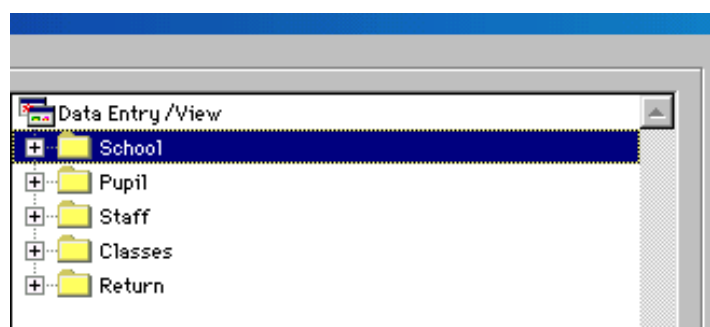 Data Entry /View
School
Pupil
Staff
Classes
Return